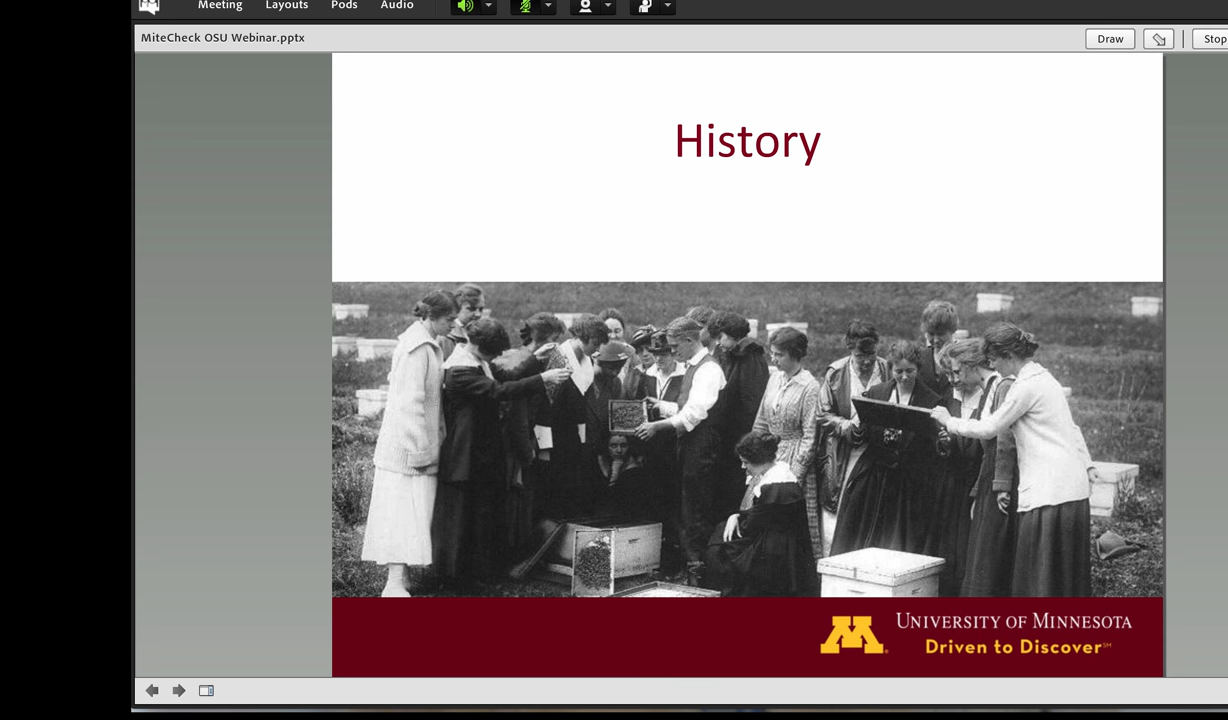 Meeting Layouts Pods Audio
MiteCheck OSU Webinar.pptx
Draw
Stop
History
UNIVERSITY OF MINNESOTA
Driven to Discover℠